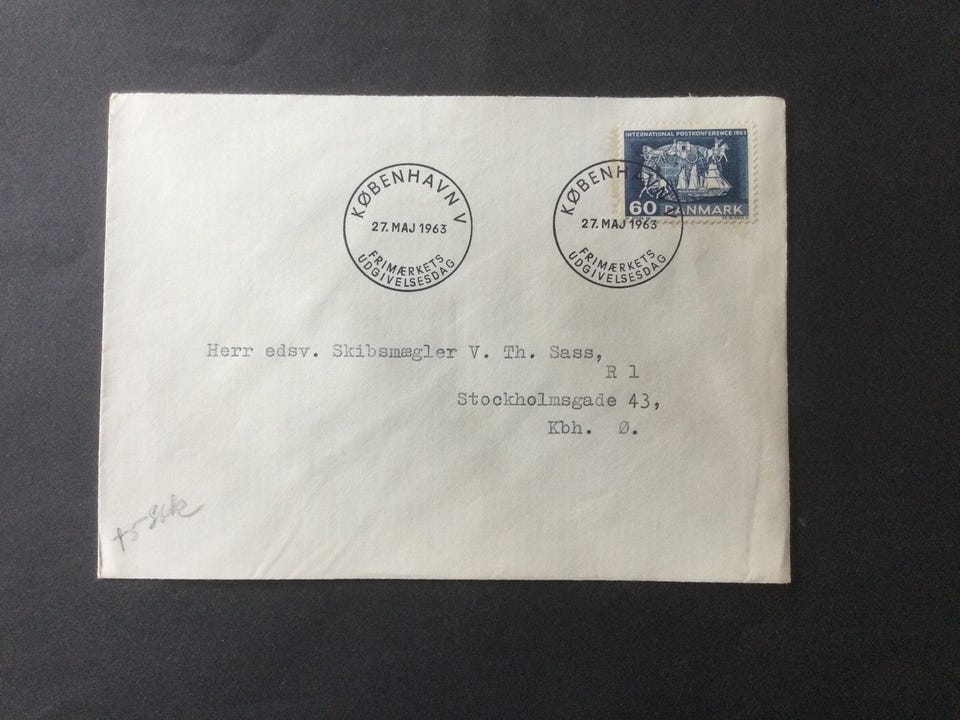 INTERNATIONAL POSTKONFERENCE 1863
60 DANMARK
KØBENHAVN V
27. MAJ 1963
FRIMÆRKETS
UDGIVELSESDAG
KØBENHAVN V
27. MAJ 1963
FRIMÆRKETS
UDGIVELSESDAG
Herr edsv. Skibsmægler V. Th. Sass,
R 1
Stockholmsgade 43,
Kbh. Ø.